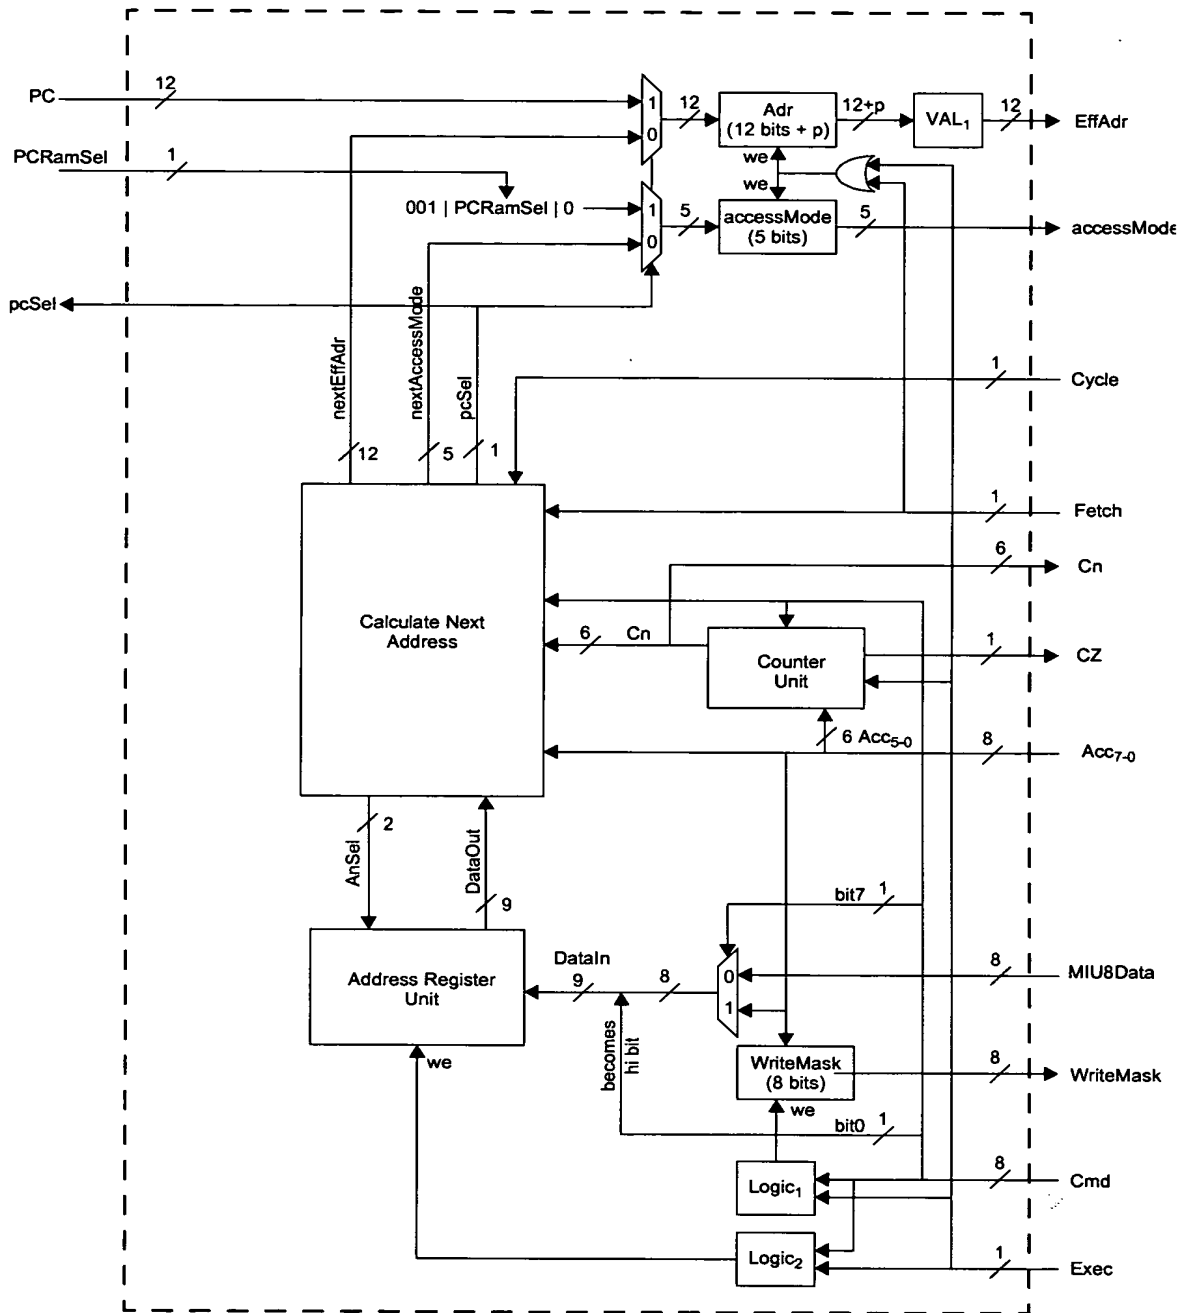 PC
12
1
0
12
Adr
(12 bits + p)
12+p
VAL1
12
EffAdr
PCRamSel
1
we
we
001 | PCRamSel | 0
1
0
5
accessMode
(5 bits)
5
accessMode
pcSel
nextEffAdr
nextAccessMode
pcSel
12
5
1
1
Cycle
1
Fetch
6
Cn
Calculate Next
Address
6
Cn
Counter
Unit
1
CZ
6 Acc5-0
8
Acc7-0
2
AnSel
DataOut
9
bit7
1
Address Register
Unit
DataIn
9
8
0
1
8
MIU8Data
becomes
hi bit
we
WriteMask
(8 bits)
8
WriteMask
we
bit0
1
Logic1
8
Cmd
Logic2
1
Exec